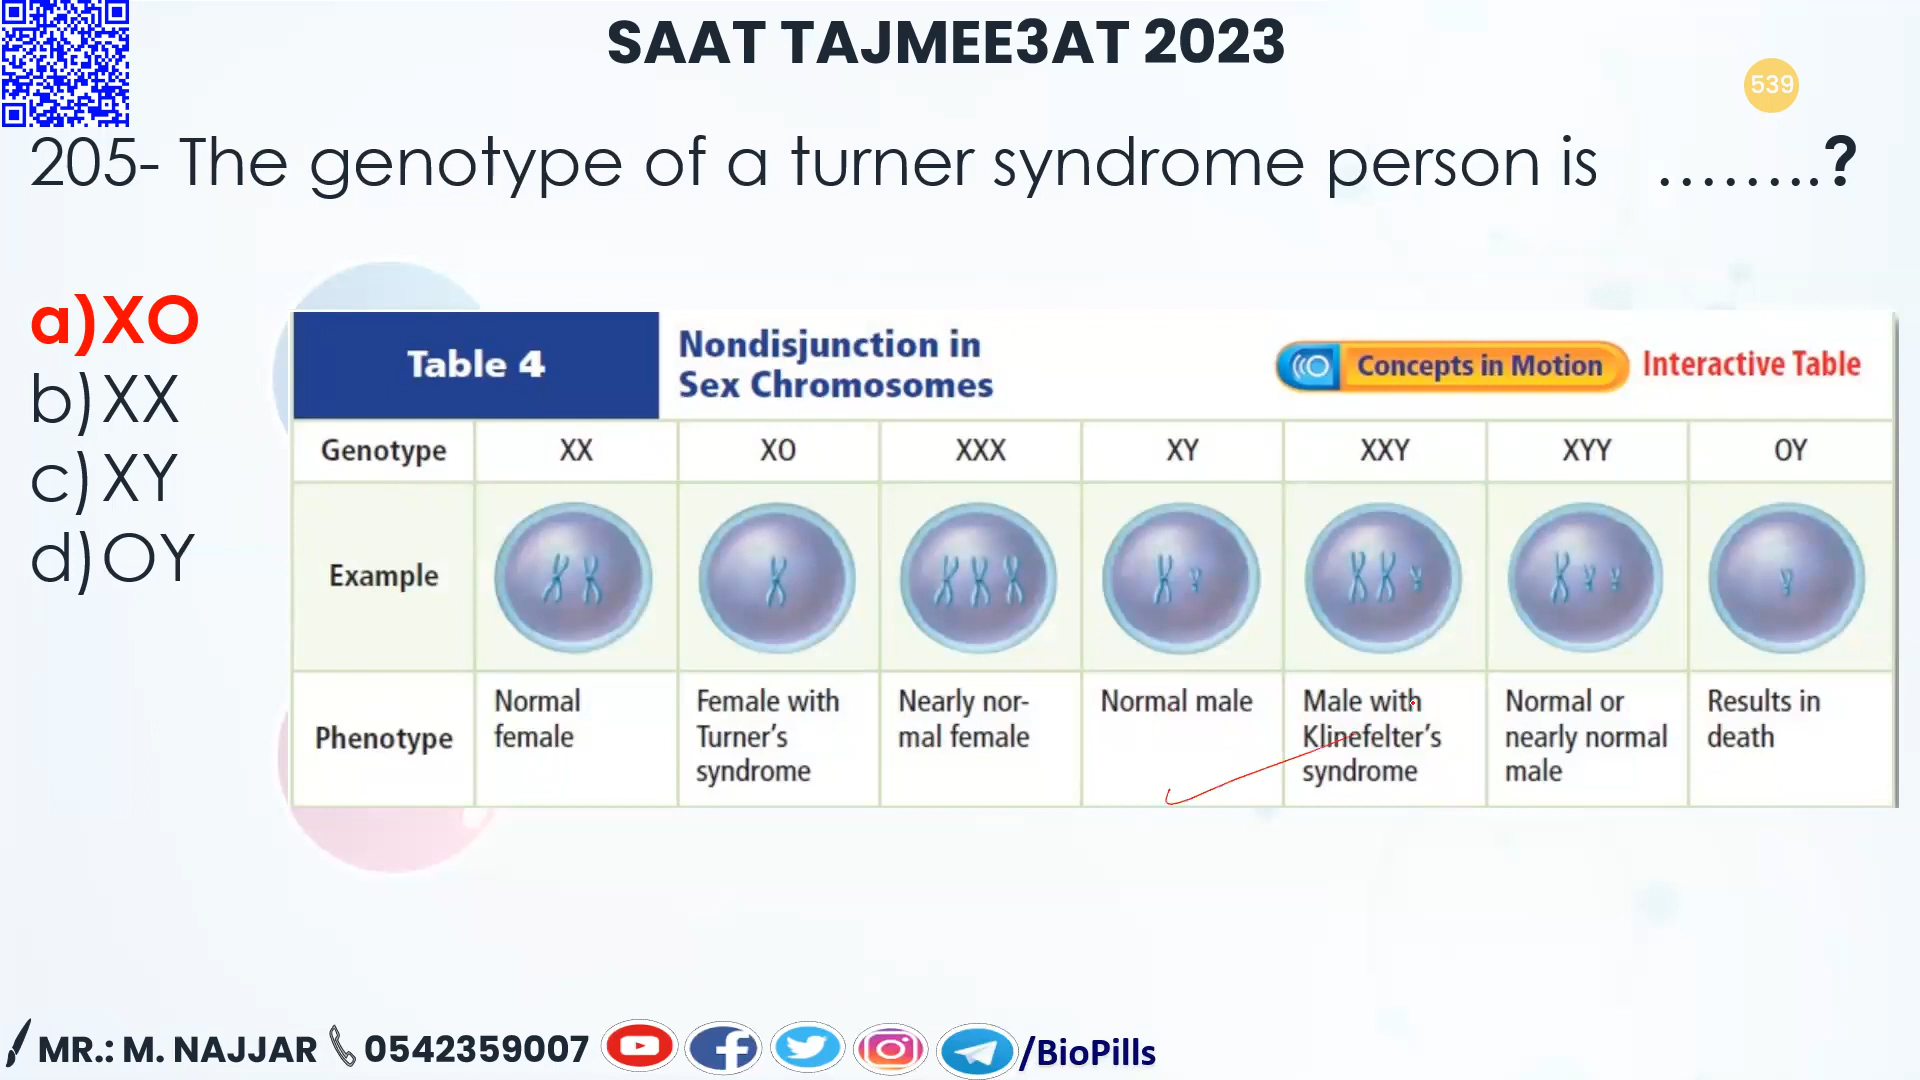 SAAT TAJMEE3AT 2023
539
205- The genotype of a turner syndrome person is ........?
a)XO
b)XX
c)XY
d)OY
Table 4
Nondisjunction in
Sex Chromosomes
Concepts in Motion Interactive Table
Genotype XX XO XXX XY XXY XYY OY
Example
Phenotype
Normal
female
Female with
Turner's
syndrome
Nearly nor-
mal female
Normal male
Male with
Klinefelter's
syndrome
Normal or
nearly normal
male
Results in
death
MR.: M. NAJJAR 0542359007 /BioPills